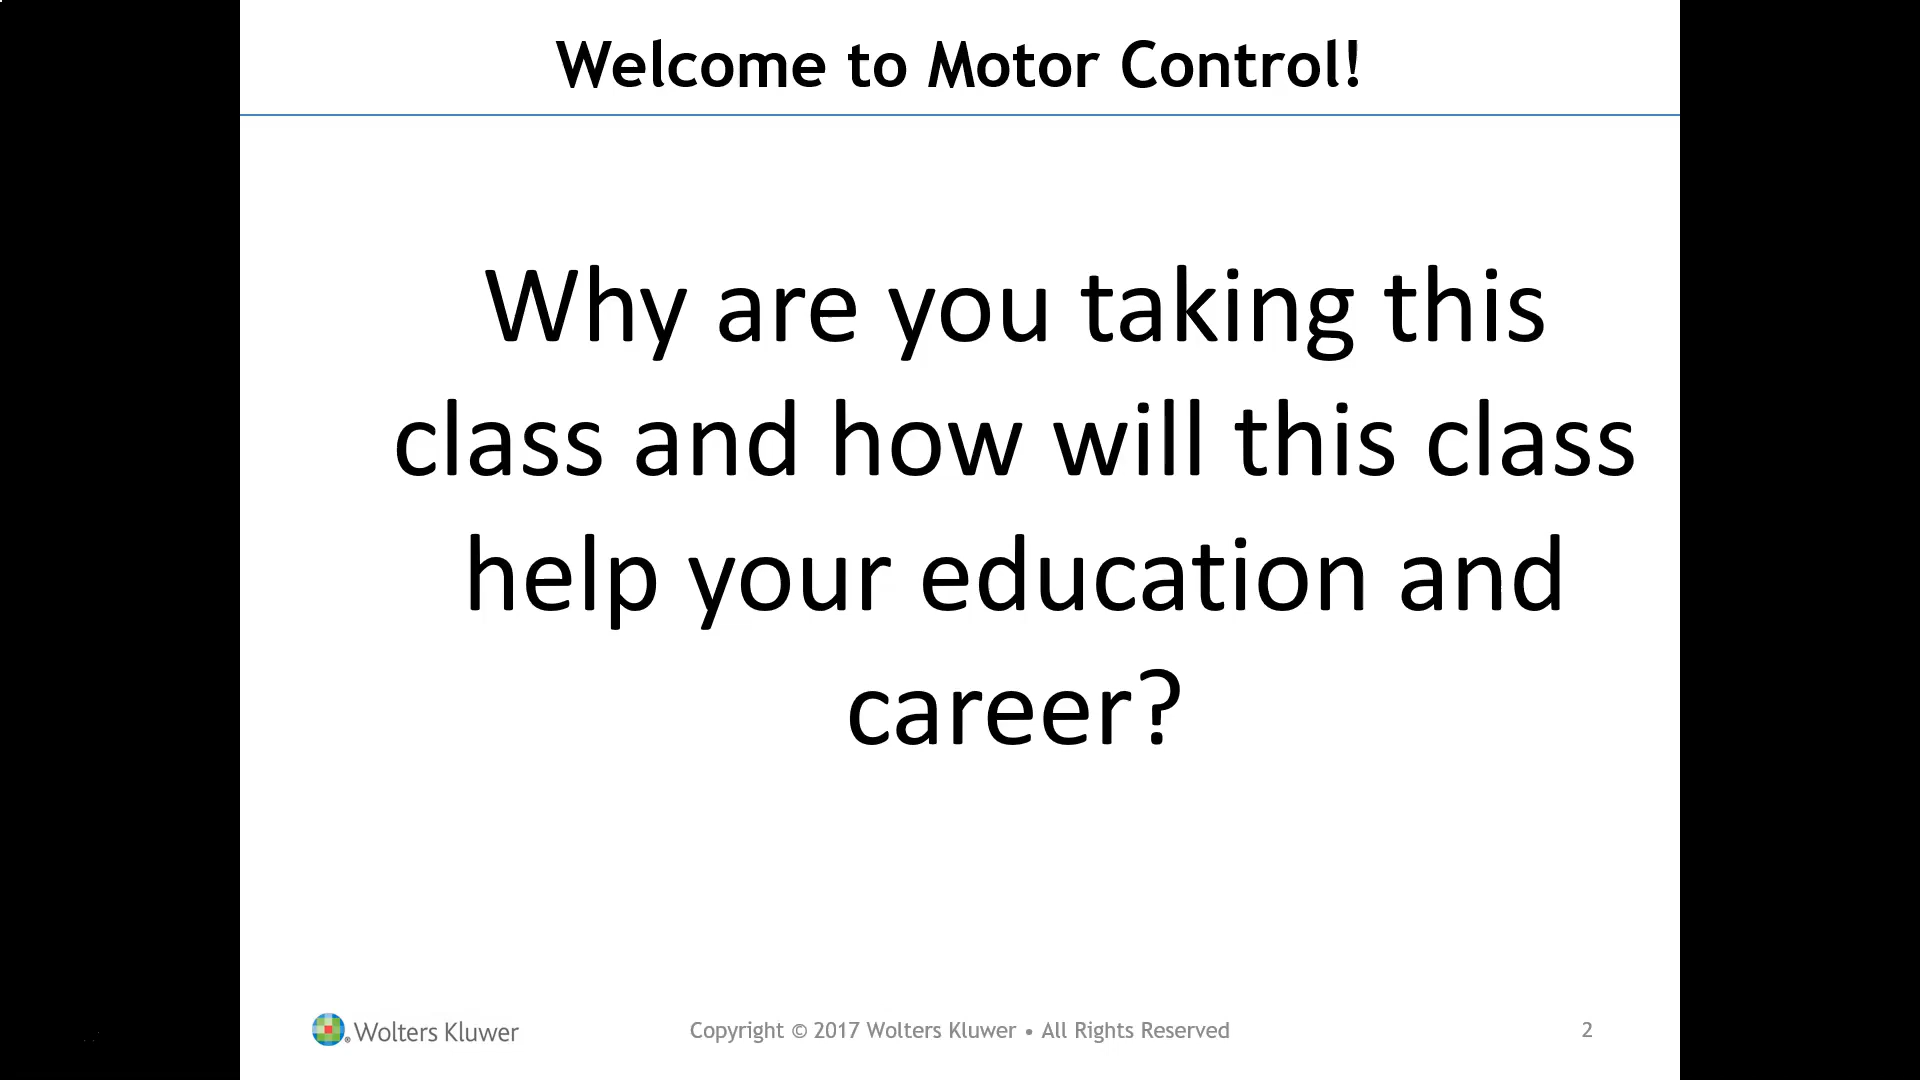 Welcome to Motor Control!
Why are you taking this
class and how will this class
help your education and
career?
Wolters Kluwer
Copyright © 2017 Wolters Kluwer • All Rights Reserved
2